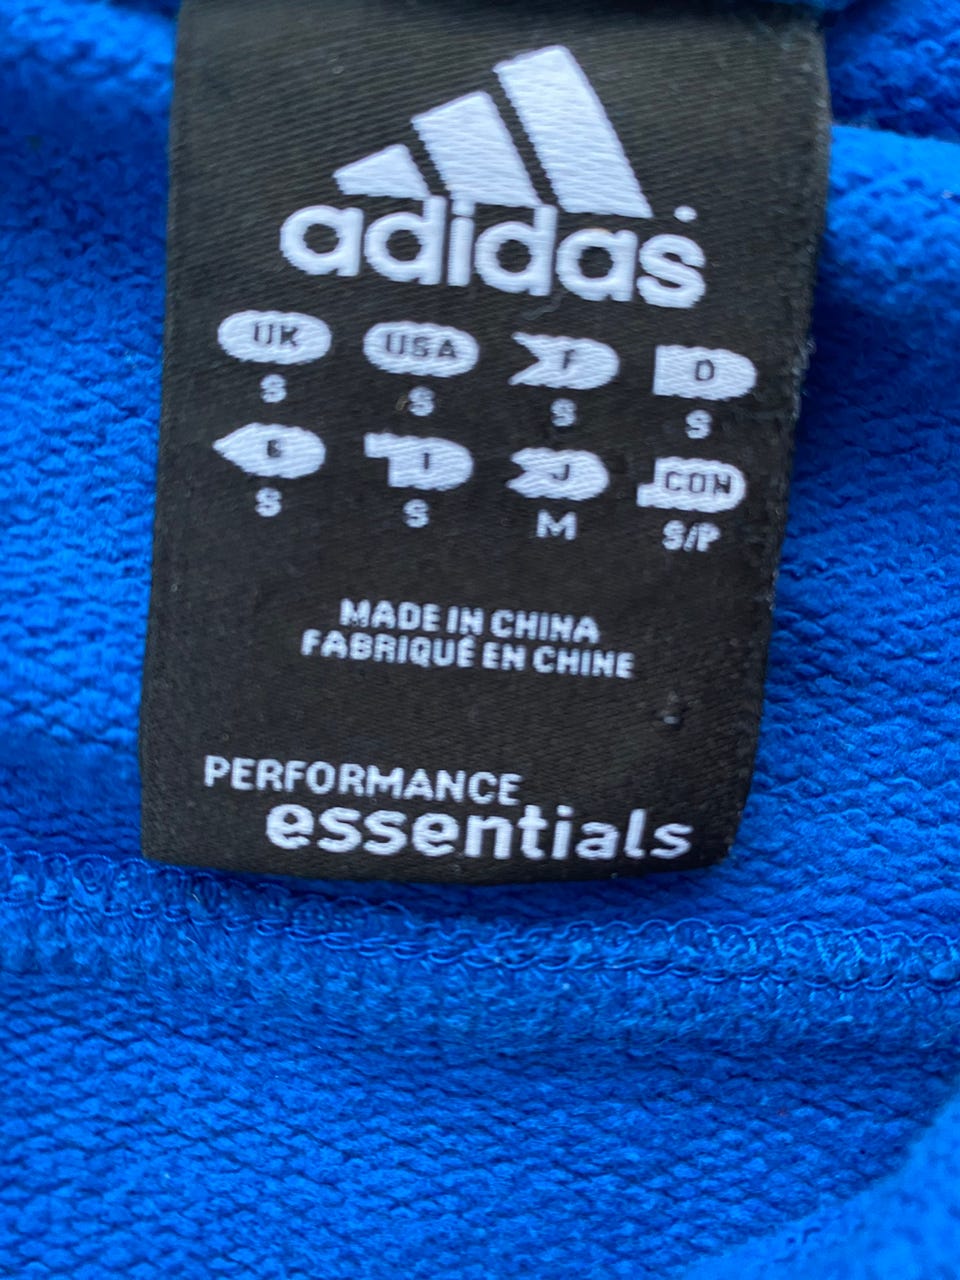 adidas
UK USA F D
S S S S
E I J CON
S S M S/P
MADE IN CHINA
FABRIQUÉ EN CHINE
PERFORMANCE
essentials